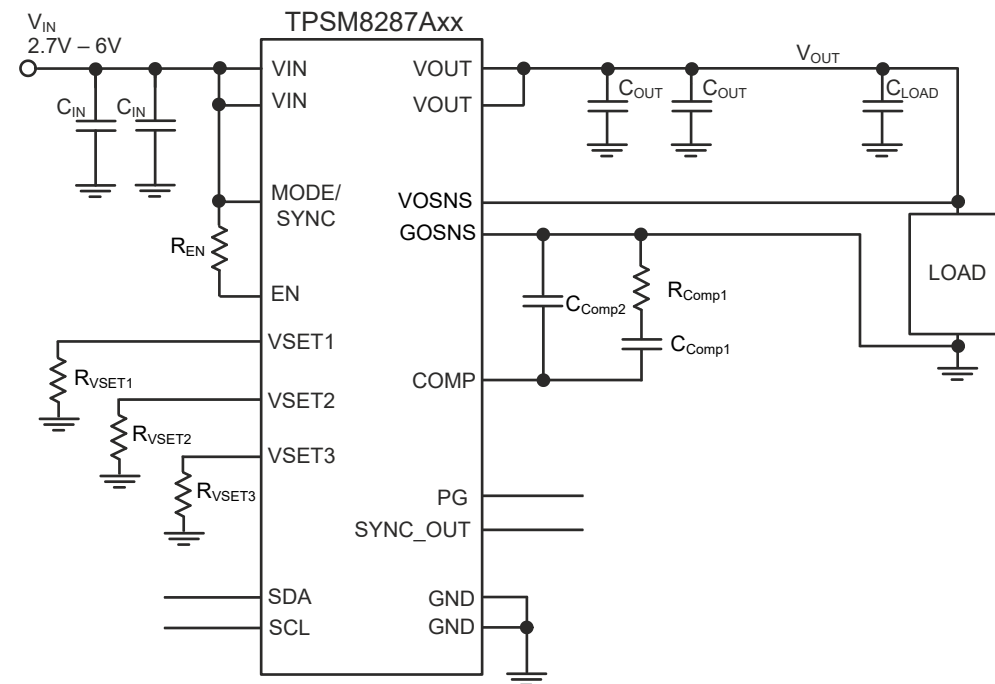 TPSM8287Axx
VIN
2.7V – 6V
VIN
VIN
CIN
CIN
MODE/
SYNC
REN
EN
VSET1
RVSET1
VSET2
RVSET2
VSET3
RVSET3
SDA
SCL
VOUT
VOUT
VOUT
COUT
COUT
CLOAD
VOSNS
GOSNS
CComp2
RComp1
CComp1
COMP
LOAD
PG
SYNC_OUT
GND
GND